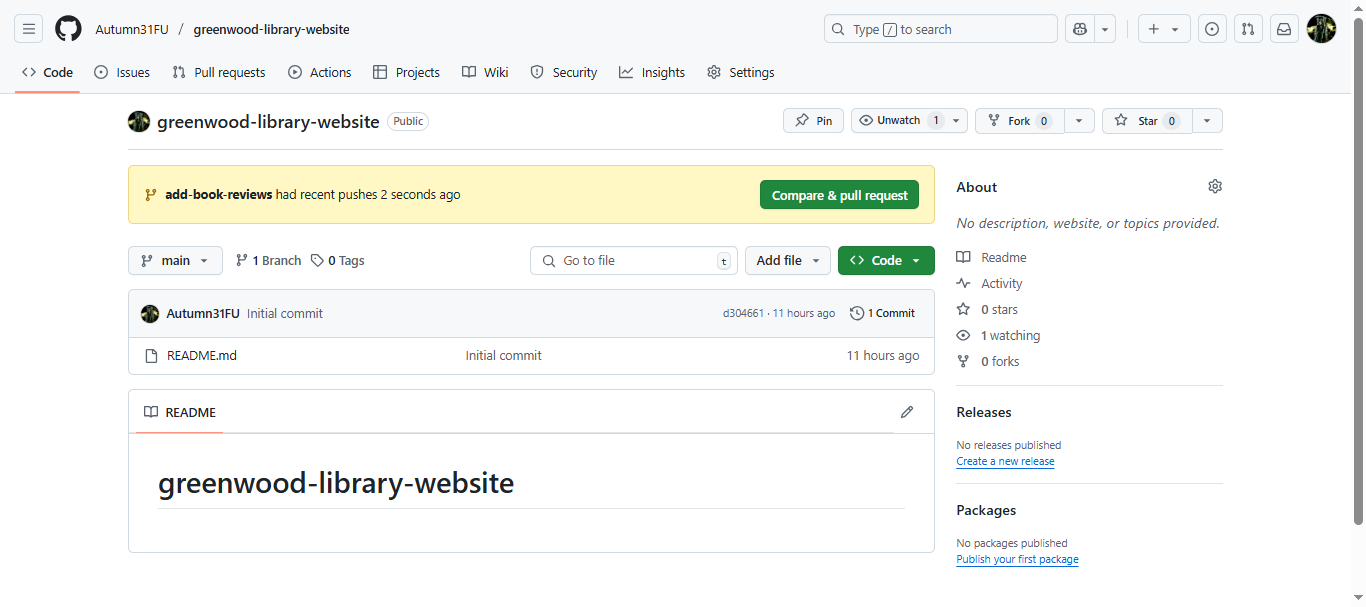 Autumn31FU / greenwood-library-website
Type / to search
Code Issues Pull requests Actions Projects Wiki Security Insights Settings
greenwood-library-website Public
Pin Unwatch 1 Fork 0 Star 0
add-book-reviews had recent pushes 2 seconds ago
Compare & pull request
main 1 Branch 0 Tags
Go to file t
Add file
Code
Autumn31FU Initial commit d304661 · 11 hours ago 1 Commit
README.md Initial commit 11 hours ago
README
greenwood-library-website
About
No description, website, or topics provided.
Readme
Activity
0 stars
1 watching
0 forks
Releases
No releases published
Create a new release
Packages
No packages published
Publish your first package